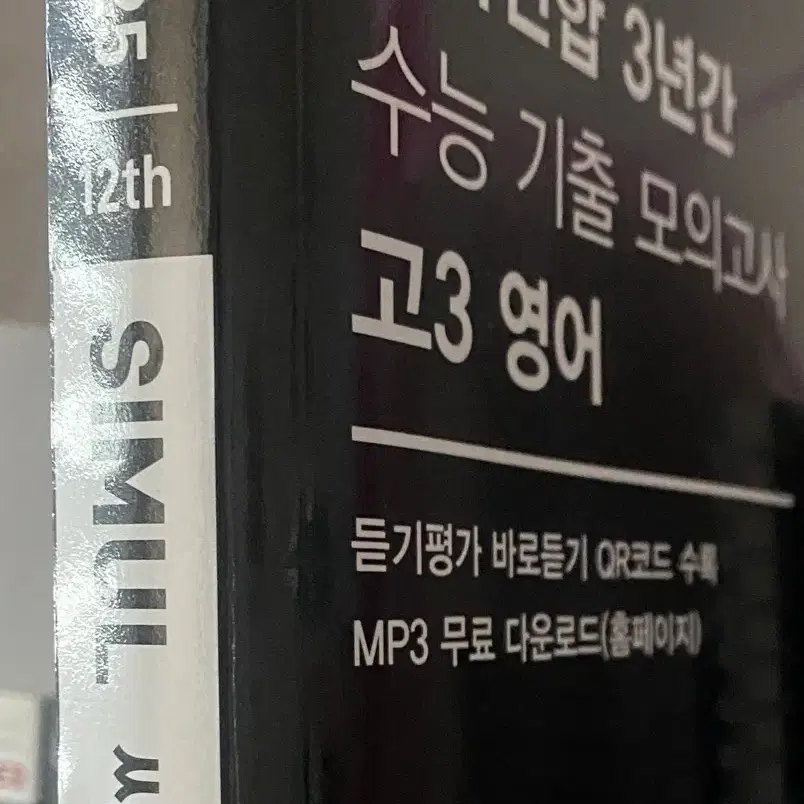 3년간
수능 기출 모의고사
고3 영어
듣기평가 바로듣기 QR코드 수록
MP3 무료 다운로드(홈페이지)
12th
SIMUL